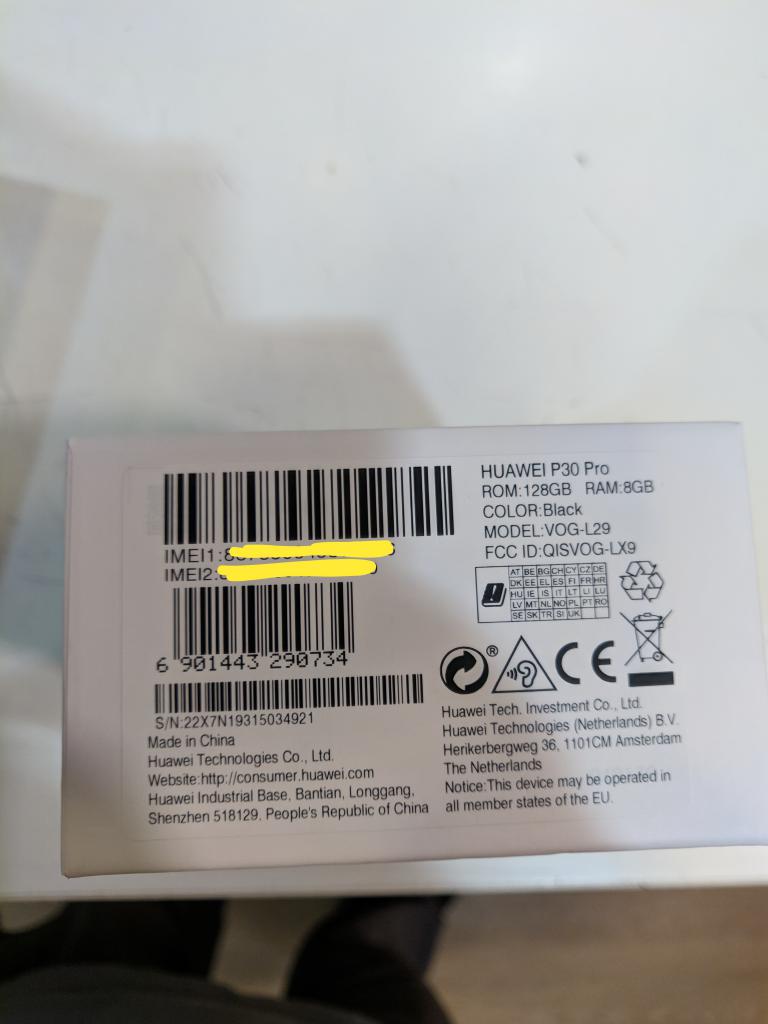 HUAWEI P30 Pro
ROM:128GB RAM:8GB
COLOR:Black
MODEL:VOG-L29
FCC ID:QISVOG-LX9
IMEI1:
IMEI2:
6 901443 290734
S/N:22X7N19315034921
Made in China
Huawei Technologies Co., Ltd.
Website:http://consumer.huawei.com
Huawei Industrial Base, Bantian, Longgang,
Shenzhen 518129, People's Republic of China
AT BE BG CH CY CZ DE
DK EE EL ES FI FR HR
HU IE IS IT LT LI LU
LV MT NL NO PL PT RO
SE SK TR SI UK
®
CE
Huawei Tech. Investment Co., Ltd.
Huawei Technologies (Netherlands) B.V.
Herikerbergweg 36, 1101CM Amsterdam
The Netherlands
Notice:This device may be operated in
all member states of the EU.